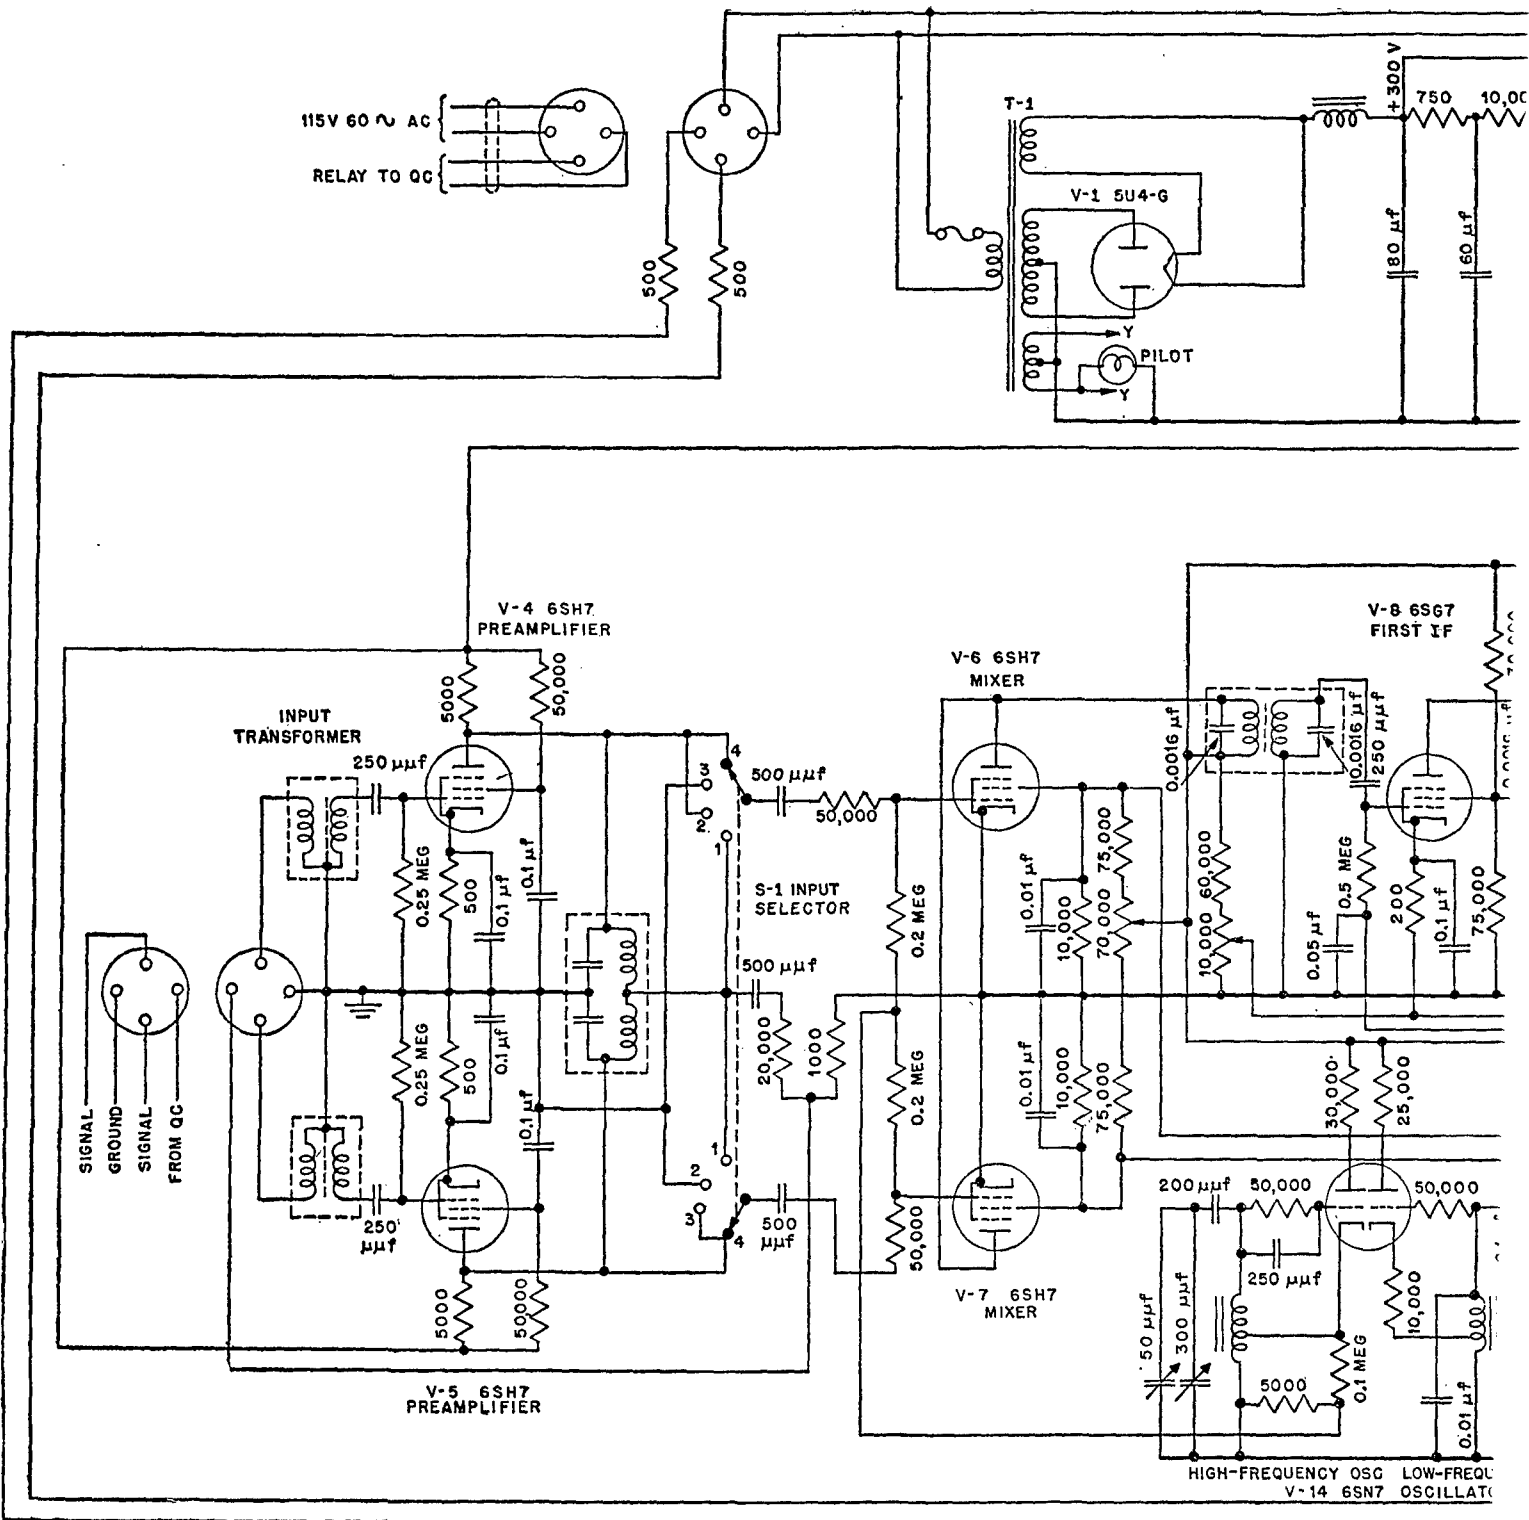 115V 60 ∿ AC
RELAY TO QC
500
500
T-1
V-1 5U4-G
Y
PILOT
Y
+300 V
750
80 µf
60 µf
V-4 6SH7
PREAMPLIFIER
5000
50,000
INPUT
TRANSFORMER
250 µµf
0.25 MEG
500
0.1 µf
0.1 µf
4
3
2
1
500 µµf
50,000
S-1 INPUT
SELECTOR
V-6 6SH7
MIXER
0.2 MEG
0.01 µf
10,000
75,000
70,000
V-8 6SG7
FIRST IF
0.0016 µf
0.0016 µf
250 µµf
60,000
10,000
0.5 MEG
0.05 µf
200
0.1 µf
75,000
SIGNAL
GROUND
SIGNAL
FROM QC
0.25 MEG
500
0.1 µf
0.1 µf
250
µµf
5000
50,000
V-5 6SH7
PREAMPLIFIER
500 µµf
20,000
1000
1
2
3
4
500
µµf
0.2 MEG
50,000
0.01 µf
10,000
75,000
V-7 6SH7
MIXER
30,000
25,000
200 µµf
50,000
50,000
250 µµf
10,000
50 µµf
300 µµf
5000
0.1 MEG
0.01 µf
HIGH-FREQUENCY OSC LOW-FREQU
V-14 6SN7 OSCILLAT